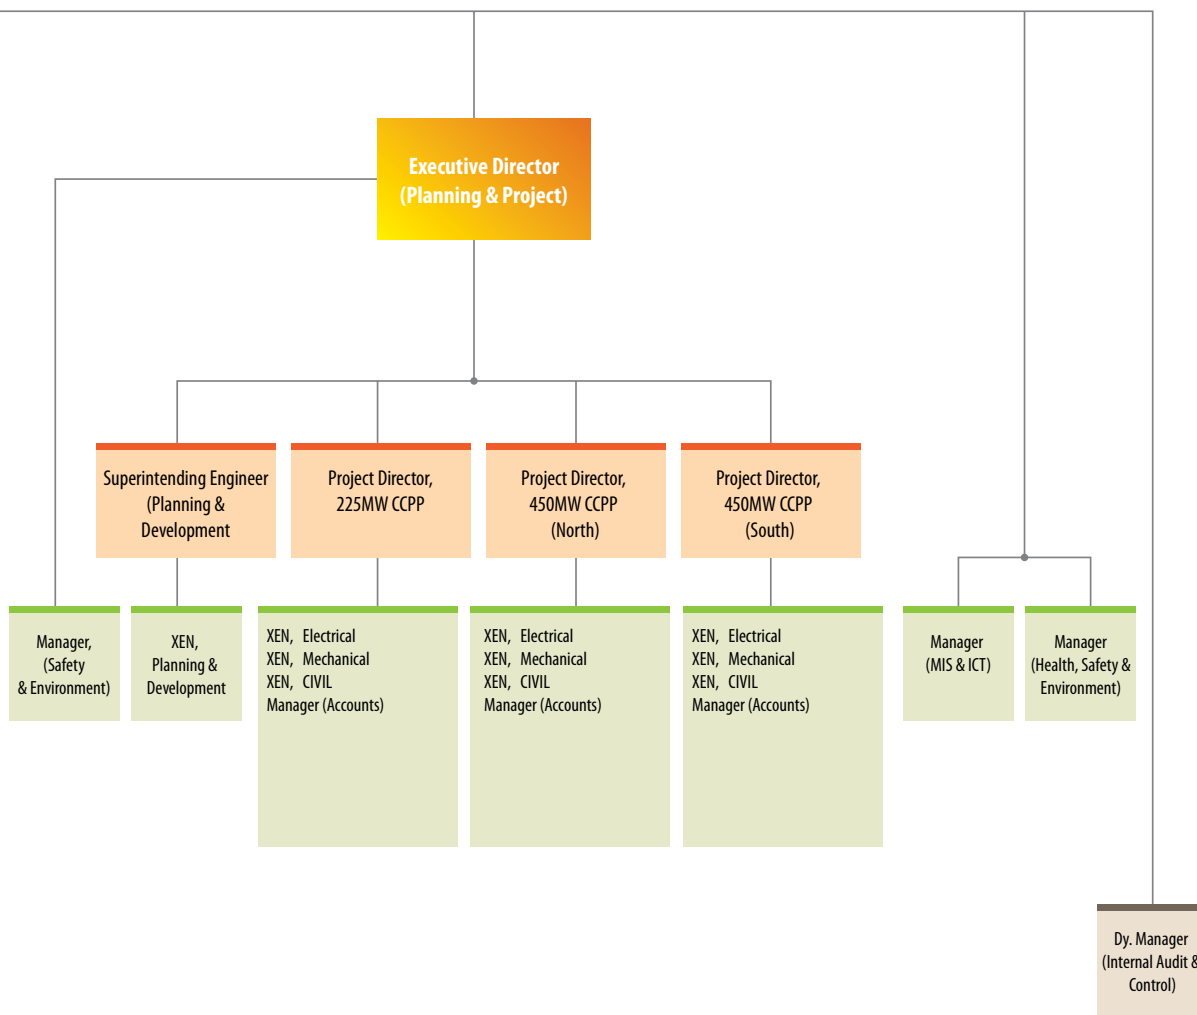 Executive Director
(Planning & Project)
Superintending Engineer
(Planning &
Development
Project Director,
225MW CCPP
Project Director,
450MW CCPP
(North)
Project Director,
450MW CCPP
(South)
Manager,
(Safety
& Environment)
XEN,
Planning &
Development
XEN, Electrical
XEN, Mechanical
XEN, CIVIL
Manager (Accounts)
XEN, Electrical
XEN, Mechanical
XEN, CIVIL
Manager (Accounts)
XEN, Electrical
XEN, Mechanical
XEN, CIVIL
Manager (Accounts)
Manager
(MIS & ICT)
Manager
(Health, Safety &
Environment)
Dy. Manager
(Internal Audit &
Control)